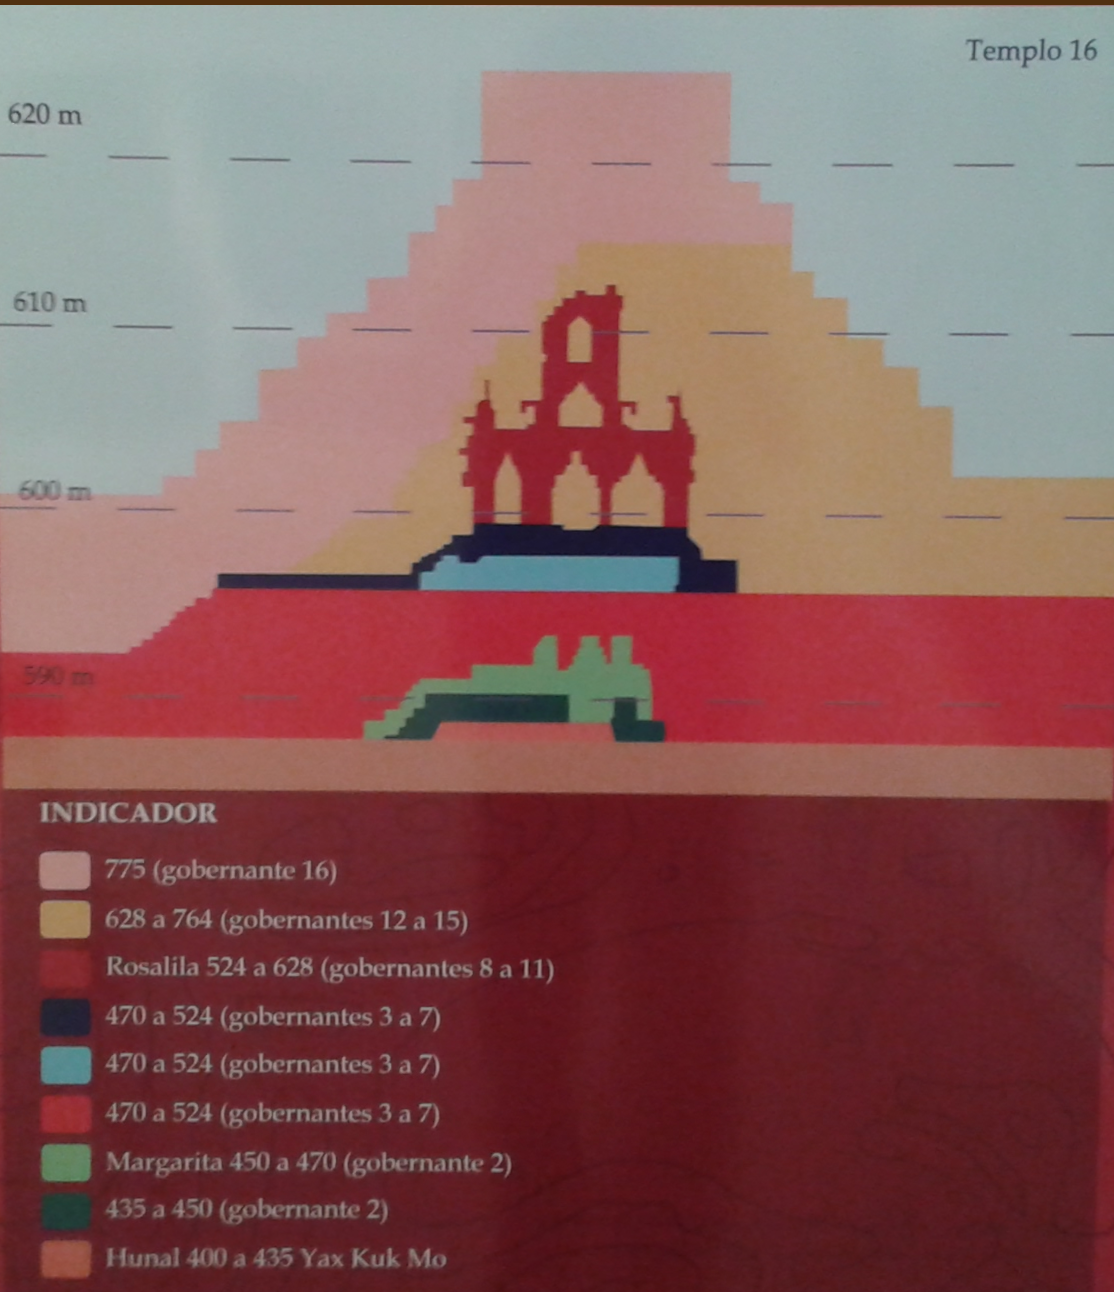 Templo 16
620 m
610 m
600 m
590 m
INDICADOR
775 (gobernante 16)
628 a 764 (gobernantes 12 a 15)
Rosalila 524 a 628 (gobernantes 8 a 11)
470 a 524 (gobernantes 3 a 7)
470 a 524 (gobernantes 3 a 7)
470 a 524 (gobernantes 3 a 7)
Margarita 450 a 470 (gobernante 2)
435 a 450 (gobernante 2)
Hunal 400 a 435 Yax Kuk Mo